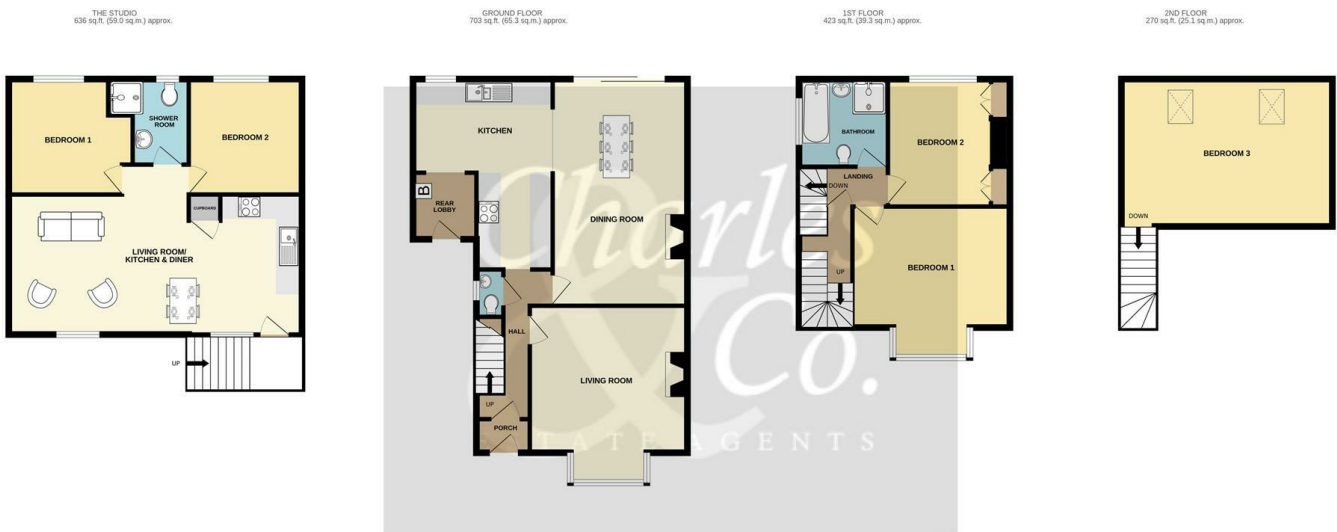 THE STUDIO
636 sq.ft. (59.0 sq.m.) approx.
BEDROOM 1
SHOWER
ROOM
BEDROOM 2
CUPBOARD
LIVING ROOM/
KITCHEN & DINER
UP
GROUND FLOOR
703 sq.ft. (65.3 sq.m.) approx.
KITCHEN
B
REAR
LOBBY
DINING ROOM
HALL
LIVING ROOM
UP
PORCH
1ST FLOOR
423 sq.ft. (39.3 sq.m.) approx.
BATHROOM
BEDROOM 2
LANDING
DOWN
BEDROOM 1
UP
2ND FLOOR
270 sq.ft. (25.1 sq.m.) approx.
BEDROOM 3
DOWN
Charles
& Co.
ESTATE AGENTS